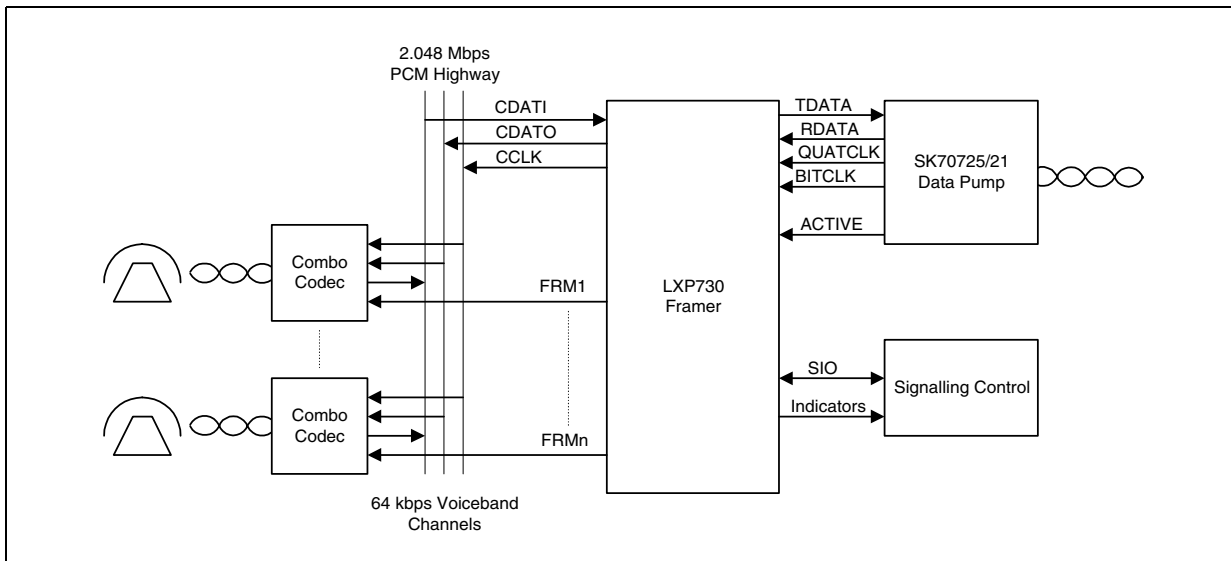 2.048 Mbps
PCM Highway
CDATI
CDATO
CCLK
TDATA
RDATA
QUATCLK
BITCLK
ACTIVE
SK70725/21
Data Pump
Combo
Codec
FRM1
LXP730
Framer
SIO
Indicators
Signalling Control
Combo
Codec
FRMn
64 kbps Voiceband
Channels